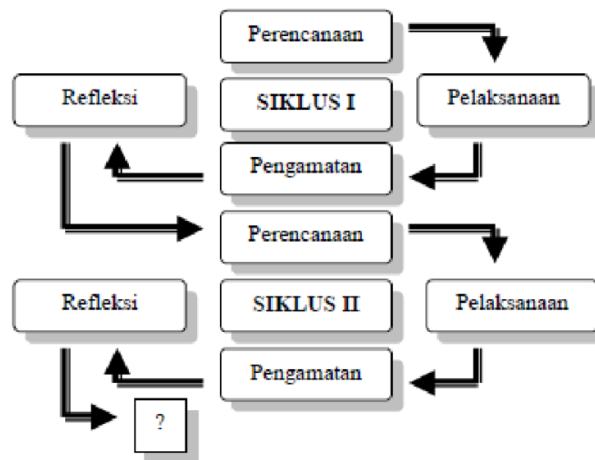 Perencanaan
Refleksi
SIKLUS I
Pelaksanaan
Pengamatan
Perencanaan
Refleksi
SIKLUS II
Pelaksanaan
Pengamatan
?